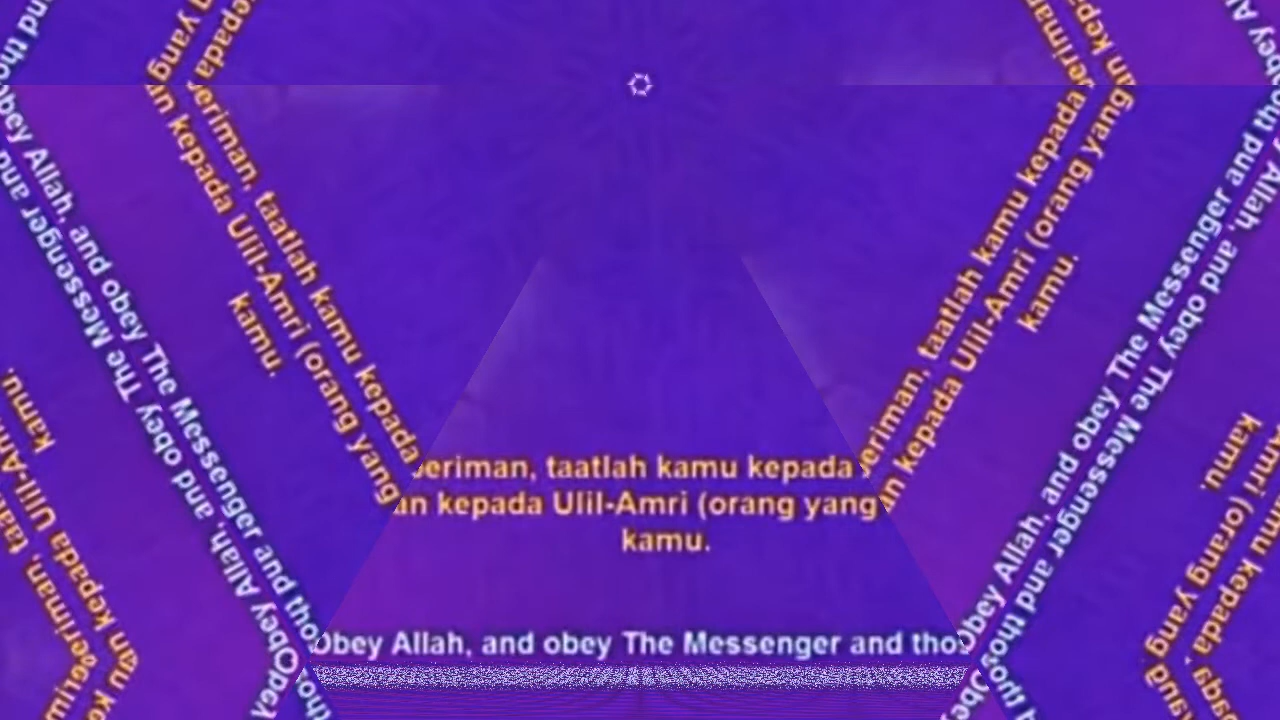 eriman, taatlah kamu kepada
an kepada Ulil-Amri (orang yang
kamu.
Obey Allah, and obey The Messenger and tho